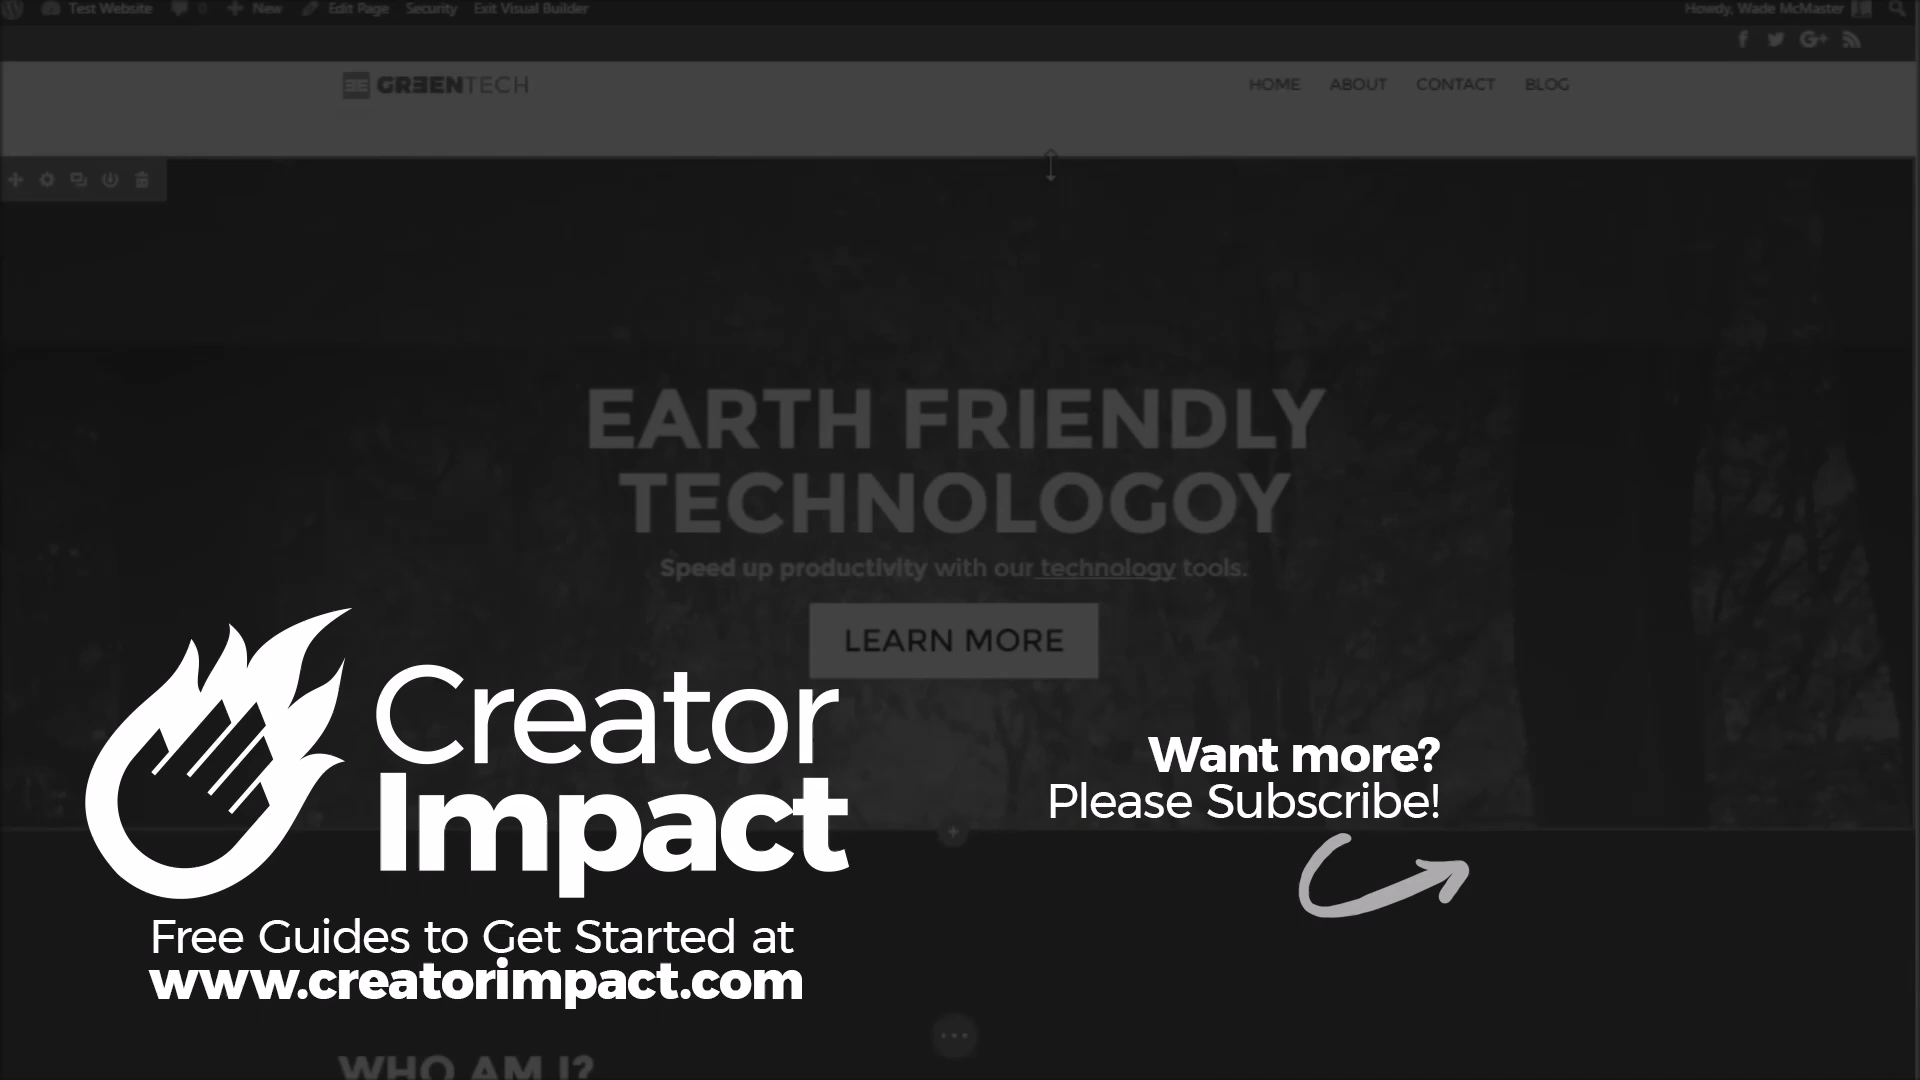 Test Website 0 New Edit Page Security Exit Visual Builder Howdy, Wade McMaster
GREENTECH HOME ABOUT CONTACT BLOG
EARTH FRIENDLY
TECHNOLOGOY
Speed up productivity with our technology tools.
LEARN MORE
Creator
Impact
Free Guides to Get Started at
www.creatorimpact.com
Want more?
Please Subscribe!
WHO AM I?